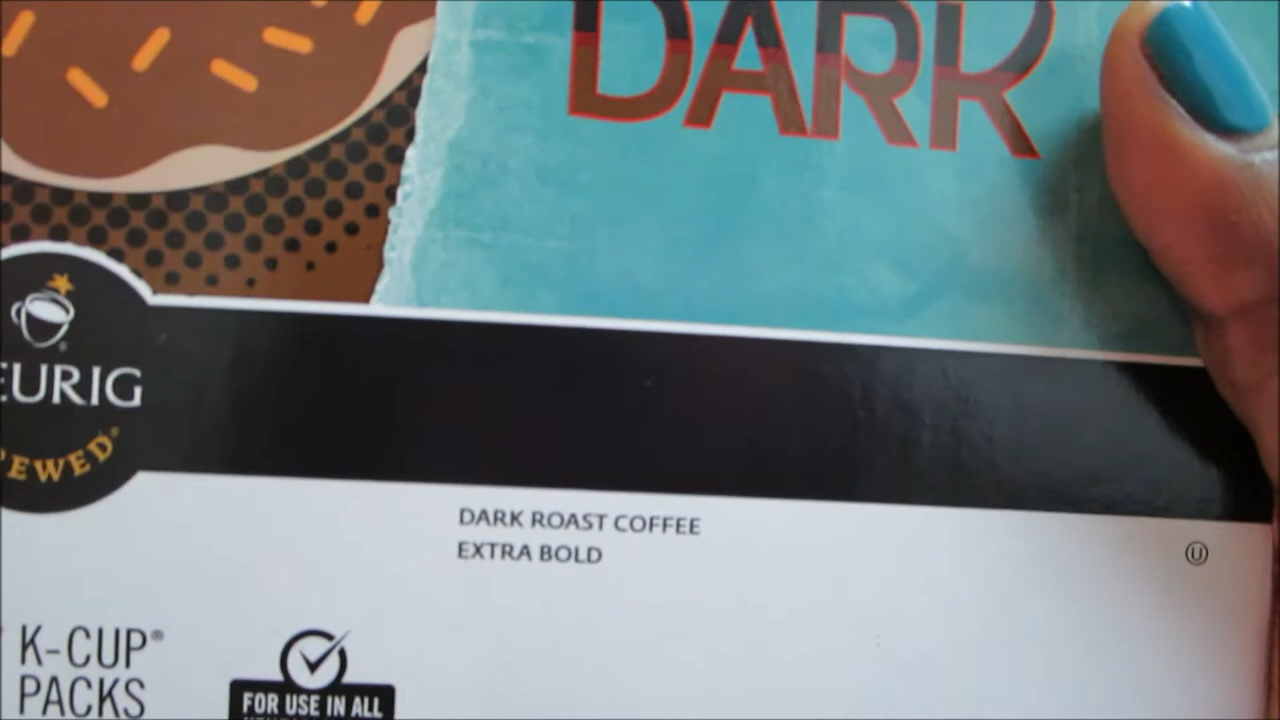 DARK
EURIG
EWED®
DARK ROAST COFFEE
EXTRA BOLD
U
K-CUP®
PACKS
FOR USE IN ALL